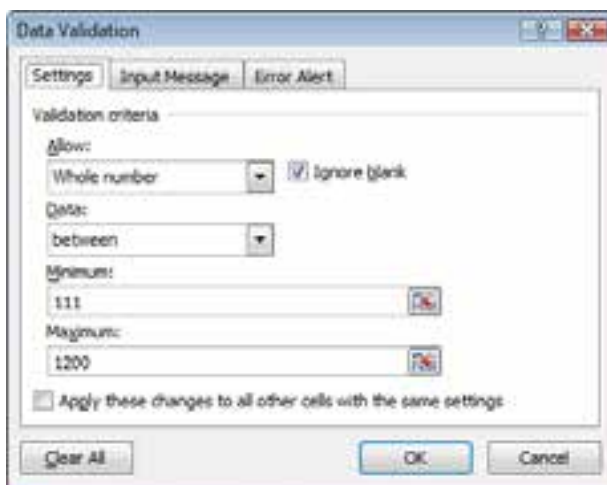 Data Validation
Settings Input Message Error Alert
Validation criteria
Allow:
Whole number Ignore blank
Data:
between
Minimum:
111
Maximum:
1200
Apply these changes to all other cells with the same settings
Clear All OK Cancel